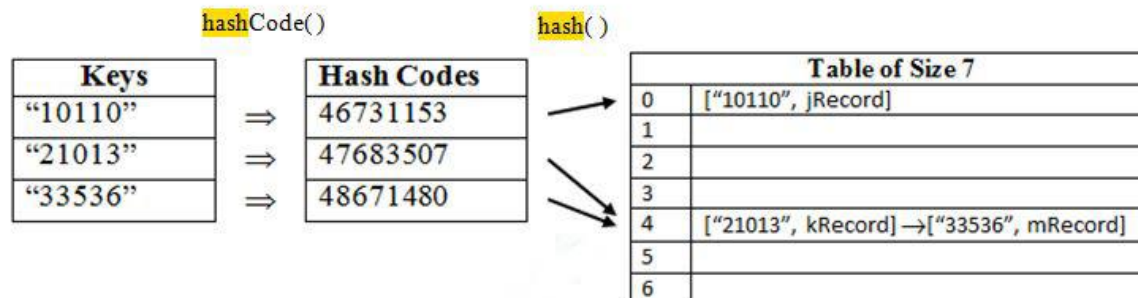 hashCode( )
hash( )
Keys
"10110"
"21013"
"33536"
⇒
⇒
⇒
Hash Codes
46731153
47683507
48671480
Table of Size 7
0 ["10110", jRecord]
1
2
3
4 ["21013", kRecord]→["33536", mRecord]
5
6